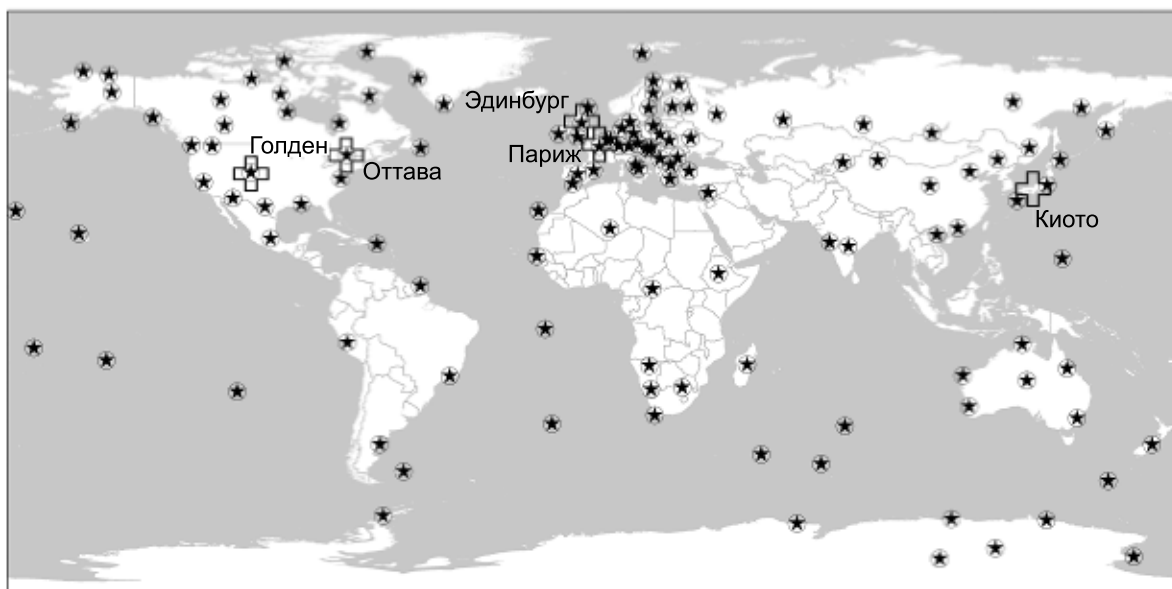 Эдинбург
Голден
Париж
Оттава
Киото